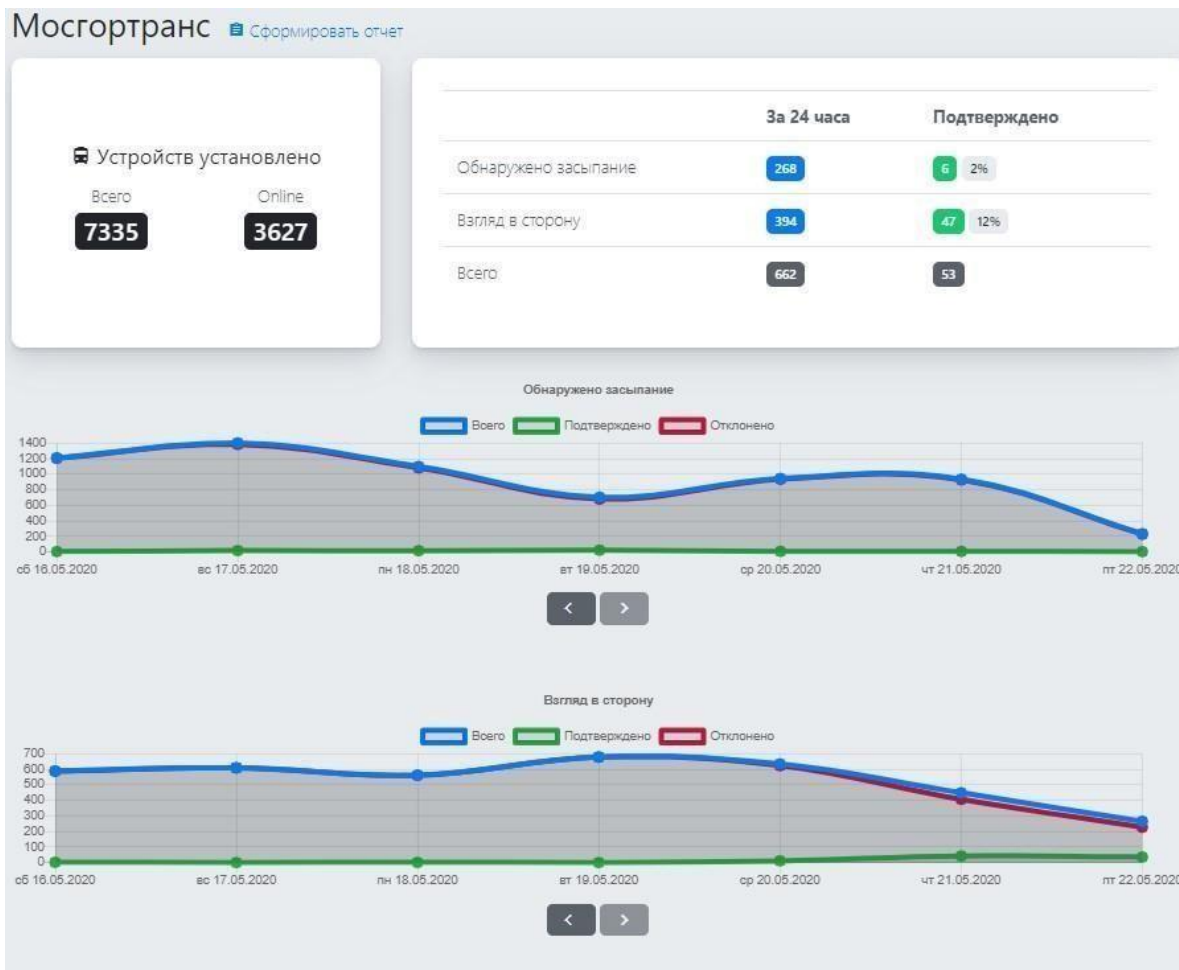 Мосгортранс Сформировать отчет
Устройств установлено
Всего Online
7335 3627
За 24 часа Подтверждено
Обнаружено засыпание 268 6 2%
Взгляд в сторону 394 47 12%
Всего 662 53
Обнаружено засыпание
Всего Подтверждено Отклонено
1400
1200
1000
800
600
400
200
0
сб 16.05.2020 вс 17.05.2020 пн 18.05.2020 вт 19.05.2020 ср 20.05.2020 чт 21.05.2020 пт 22.05.2020
Взгляд в сторону
Всего Подтверждено Отклонено
700
600
500
400
300
200
100
0
сб 16.05.2020 вс 17.05.2020 пн 18.05.2020 вт 19.05.2020 ср 20.05.2020 чт 21.05.2020 пт 22.05.2020